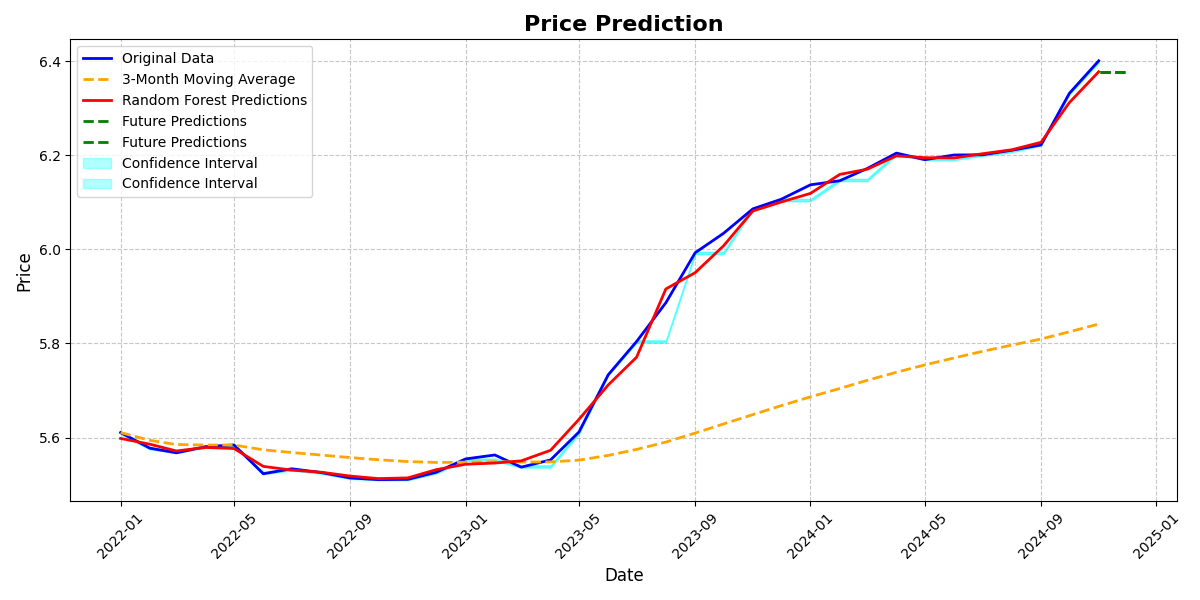 Price Prediction
Original Data
3-Month Moving Average
Random Forest Predictions
Future Predictions
Future Predictions
Confidence Interval
Confidence Interval
6.4
6.2
6.0
5.8
5.6
Price
2022-01
2022-05
2022-09
2023-01
2023-05
2023-09
2024-01
2024-05
2024-09
2025-01
Date